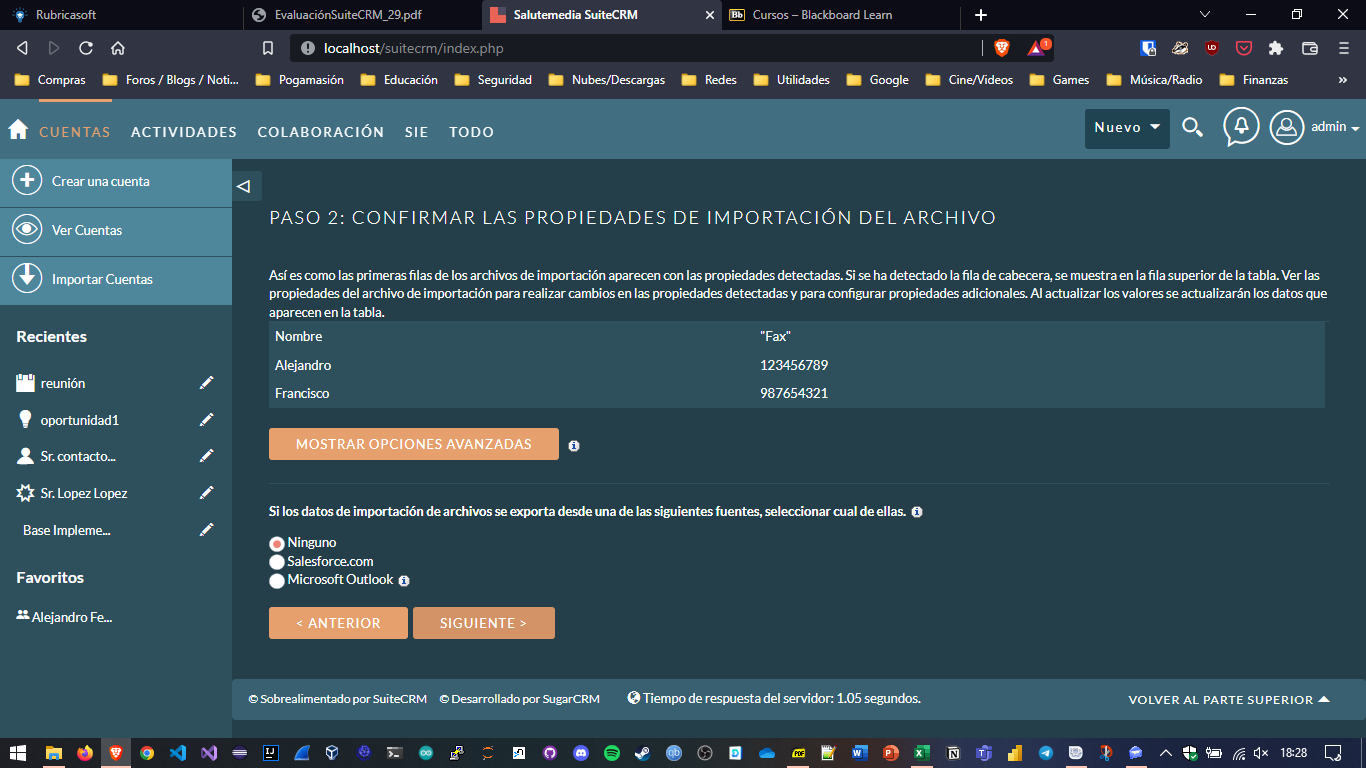 Rubricasoft
EvaluaciónSuiteCRM_29.pdf
Salutemedia SuiteCRM
Bb Cursos – Blackboard Learn
localhost/suitecrm/index.php
1
Compras
Foros / Blogs / Noti...
Pogamasión
Educación
Seguridad
Nubes/Descargas
Redes
Utilidades
Google
Cine/Videos
Games
Música/Radio
Finanzas
»
CUENTAS
ACTIVIDADES
COLABORACIÓN
SIE
TODO
Nuevo
admin
Crear una cuenta
Ver Cuentas
Importar Cuentas
Recientes
reunión
oportunidad1
Sr. contacto...
Sr. Lopez Lopez
Base Impleme...
Favoritos
Alejandro Fe...
PASO 2: CONFIRMAR LAS PROPIEDADES DE IMPORTACIÓN DEL ARCHIVO
Así es como las primeras filas de los archivos de importación aparecen con las propiedades detectadas. Si se ha detectado la fila de cabecera, se muestra en la fila superior de la tabla. Ver las
propiedades del archivo de importación para realizar cambios en las propiedades detectadas y para configurar propiedades adicionales. Al actualizar los valores se actualizarán los datos que
aparecen en la tabla.
Nombre "Fax"
Alejandro 123456789
Francisco 987654321
MOSTRAR OPCIONES AVANZADAS
Si los datos de importación de archivos se exporta desde una de las siguientes fuentes, seleccionar cual de ellas.
Ninguno
Salesforce.com
Microsoft Outlook
< ANTERIOR
SIGUIENTE >
© Sobrealimentado por SuiteCRM
© Desarrollado por SugarCRM
Tiempo de respuesta del servidor: 1.05 segundos.
VOLVER AL PARTE SUPERIOR
18:28